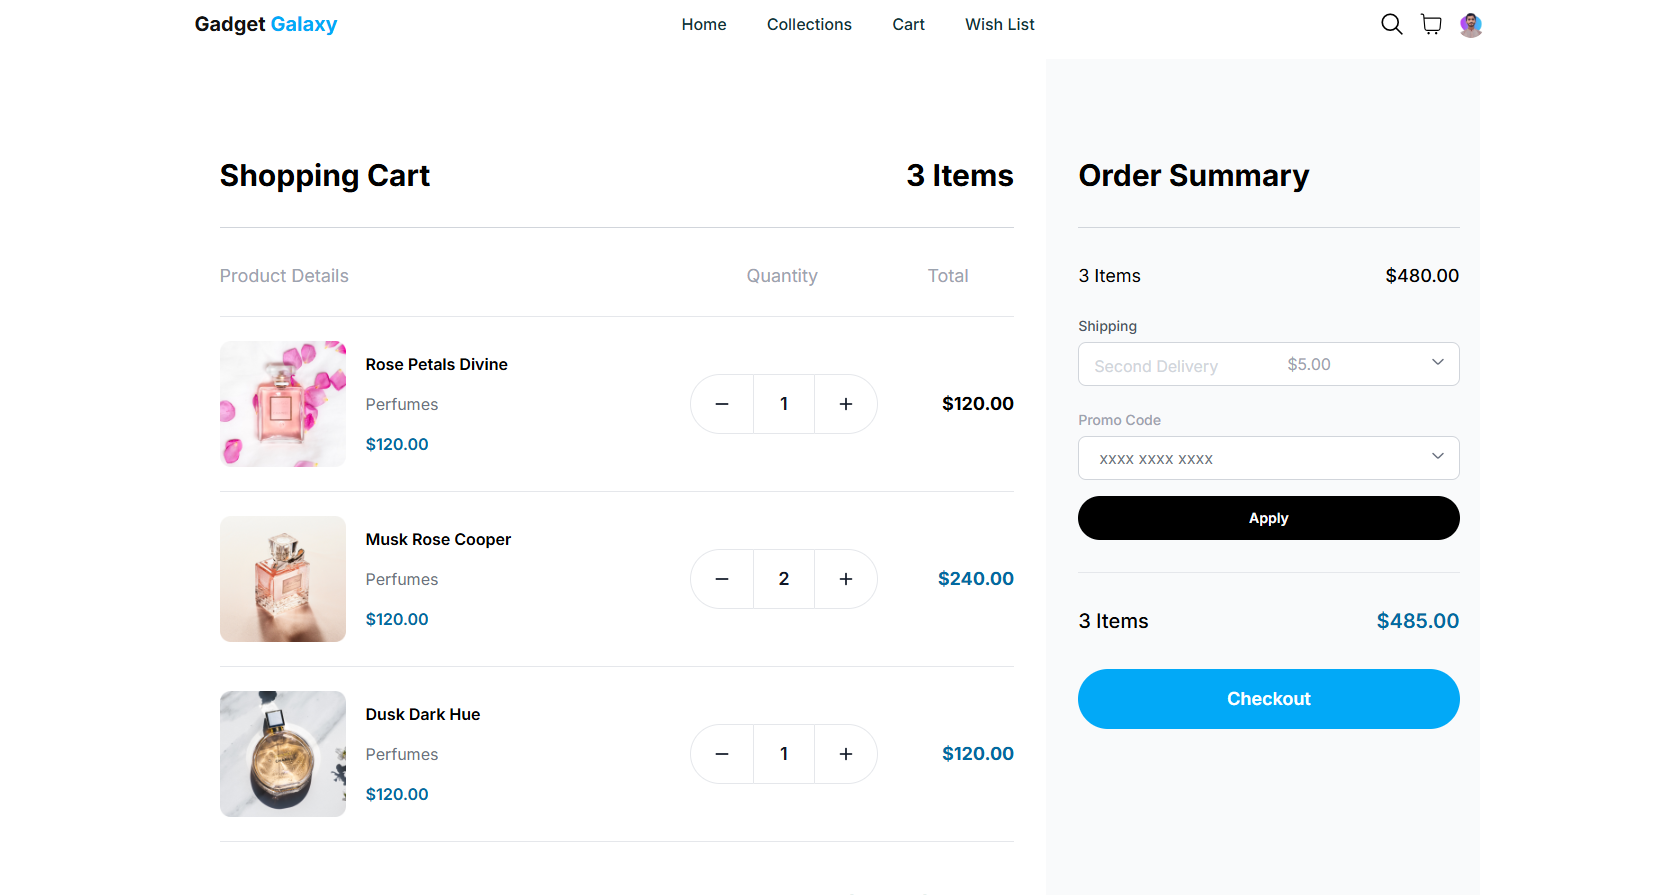 Gadget Galaxy
Home Collections Cart Wish List
Shopping Cart 3 Items
Product Details Quantity Total
Rose Petals Divine
Perfumes
$120.00
− 1 +
$120.00
Musk Rose Cooper
Perfumes
$120.00
− 2 +
$240.00
Dusk Dark Hue
Perfumes
$120.00
− 1 +
$120.00
Order Summary
3 Items $480.00
Shipping
Second Delivery $5.00
Promo Code
xxxx xxxx xxxx
Apply
3 Items $485.00
Checkout